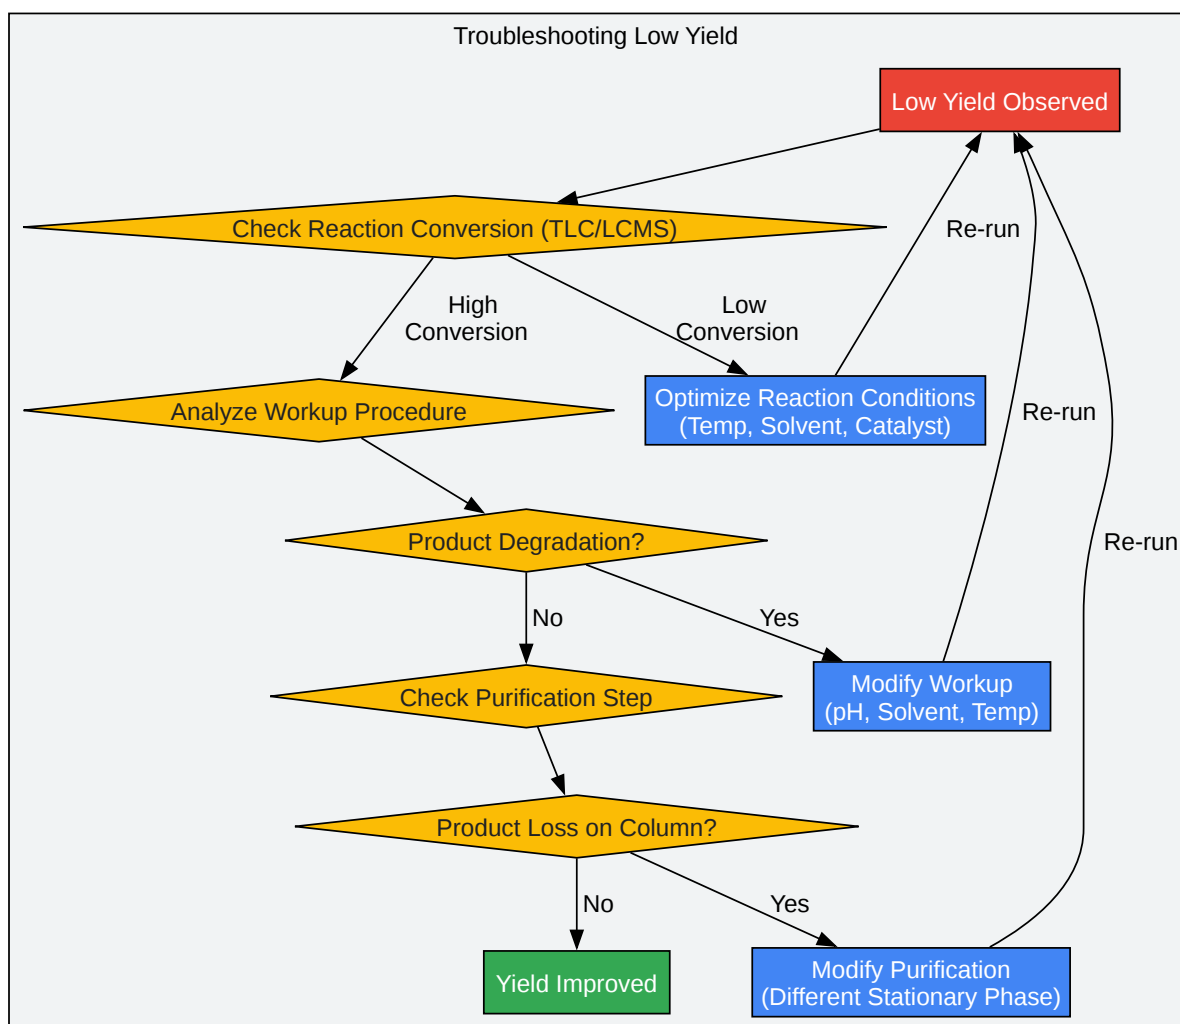 Troubleshooting Low Yield
Low Yield Observed
Check Reaction Conversion (TLC/LCMS)
Re-run
High
Conversion
Low
Conversion
Analyze Workup Procedure
Optimize Reaction Conditions
(Temp, Solvent, Catalyst)
Re-run
Product Degradation?
Re-run
No
Yes
Check Purification Step
Modify Workup
(pH, Solvent, Temp)
Product Loss on Column?
No
Yes
Yield Improved
Modify Purification
(Different Stationary Phase)